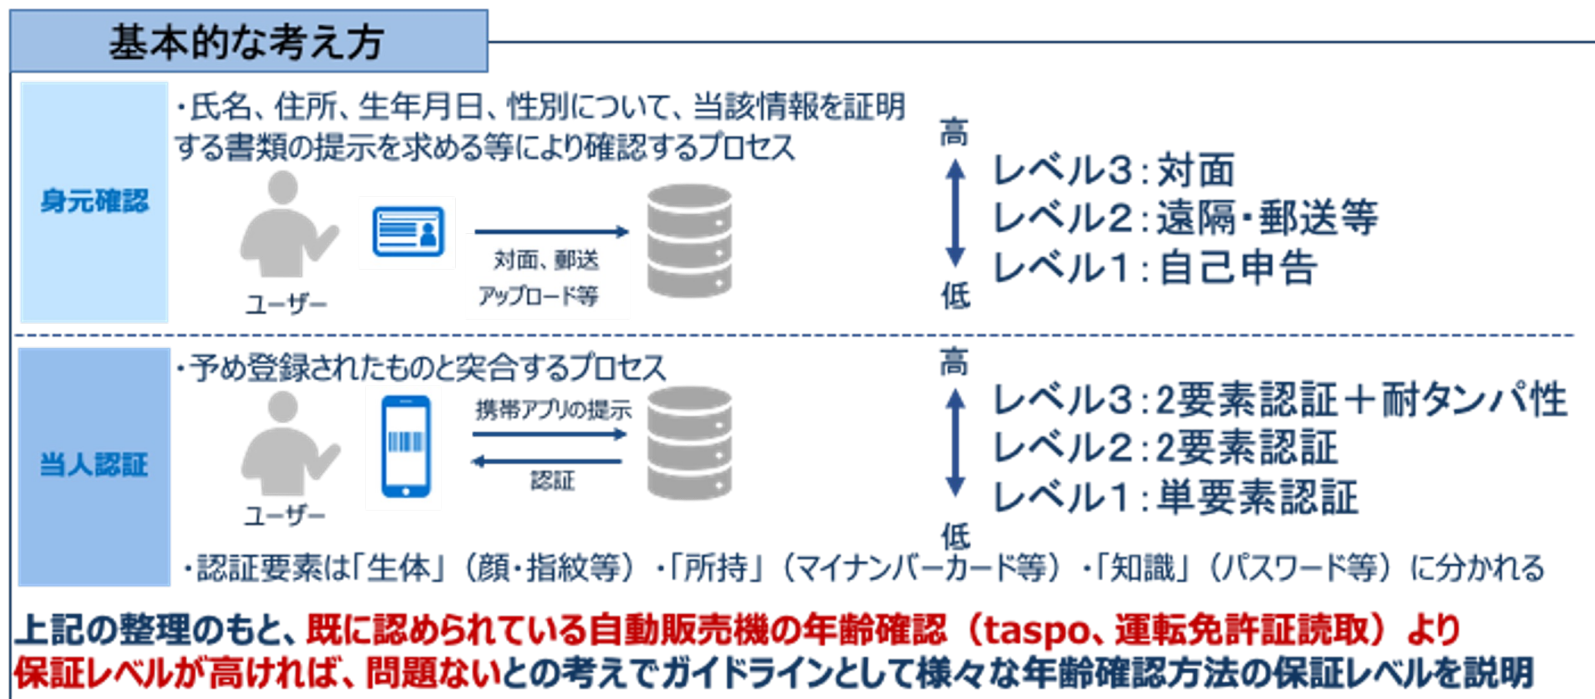 基本的な考え方
身元確認
・氏名、住所、生年月日、性別について、当該情報を証明
する書類の提示を求める等により確認するプロセス
ユーザー
対面、郵送
アップロード等
高
レベル3：対面
レベル2：遠隔・郵送等
レベル1：自己申告
低
当人認証
・予め登録されたものと突合するプロセス
ユーザー
携帯アプリの提示
認証
高
レベル3：2要素認証＋耐タンパ性
レベル2：2要素認証
レベル1：単要素認証
低
・認証要素は「生体」（顔・指紋等）・「所持」（マイナンバーカード等）・「知識」（パスワード等）に分かれる
上記の整理のもと、既に認められている自動販売機の年齢確認（taspo、運転免許証読取）より
保証レベルが高ければ、問題ないとの考えでガイドラインとして様々な年齢確認方法の保証レベルを説明